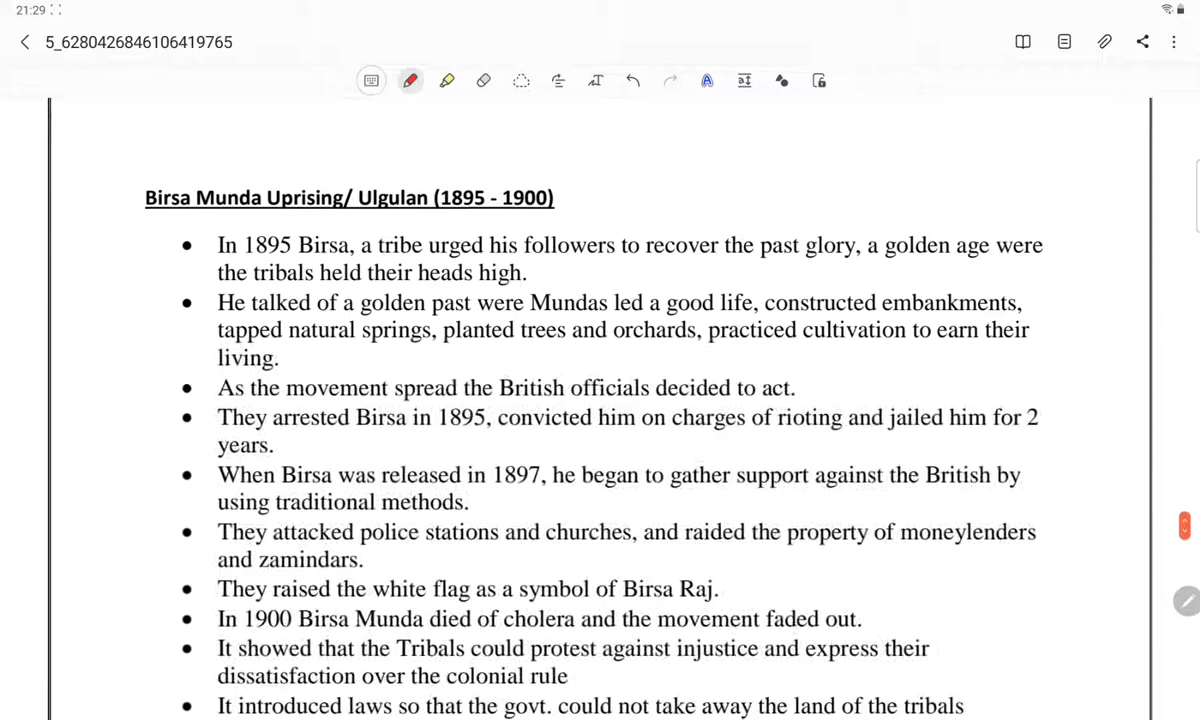 21:29
5_6280426846106419765
Birsa Munda Uprising/ Ulgulan (1895 - 1900)
• In 1895 Birsa, a tribe urged his followers to recover the past glory, a golden age were
the tribals held their heads high.
• He talked of a golden past were Mundas led a good life, constructed embankments,
tapped natural springs, planted trees and orchards, practiced cultivation to earn their
living.
• As the movement spread the British officials decided to act.
• They arrested Birsa in 1895, convicted him on charges of rioting and jailed him for 2
years.
• When Birsa was released in 1897, he began to gather support against the British by
using traditional methods.
• They attacked police stations and churches, and raided the property of moneylenders
and zamindars.
• They raised the white flag as a symbol of Birsa Raj.
• In 1900 Birsa Munda died of cholera and the movement faded out.
• It showed that the Tribals could protest against injustice and express their
dissatisfaction over the colonial rule
• It introduced laws so that the govt. could not take away the land of the tribals